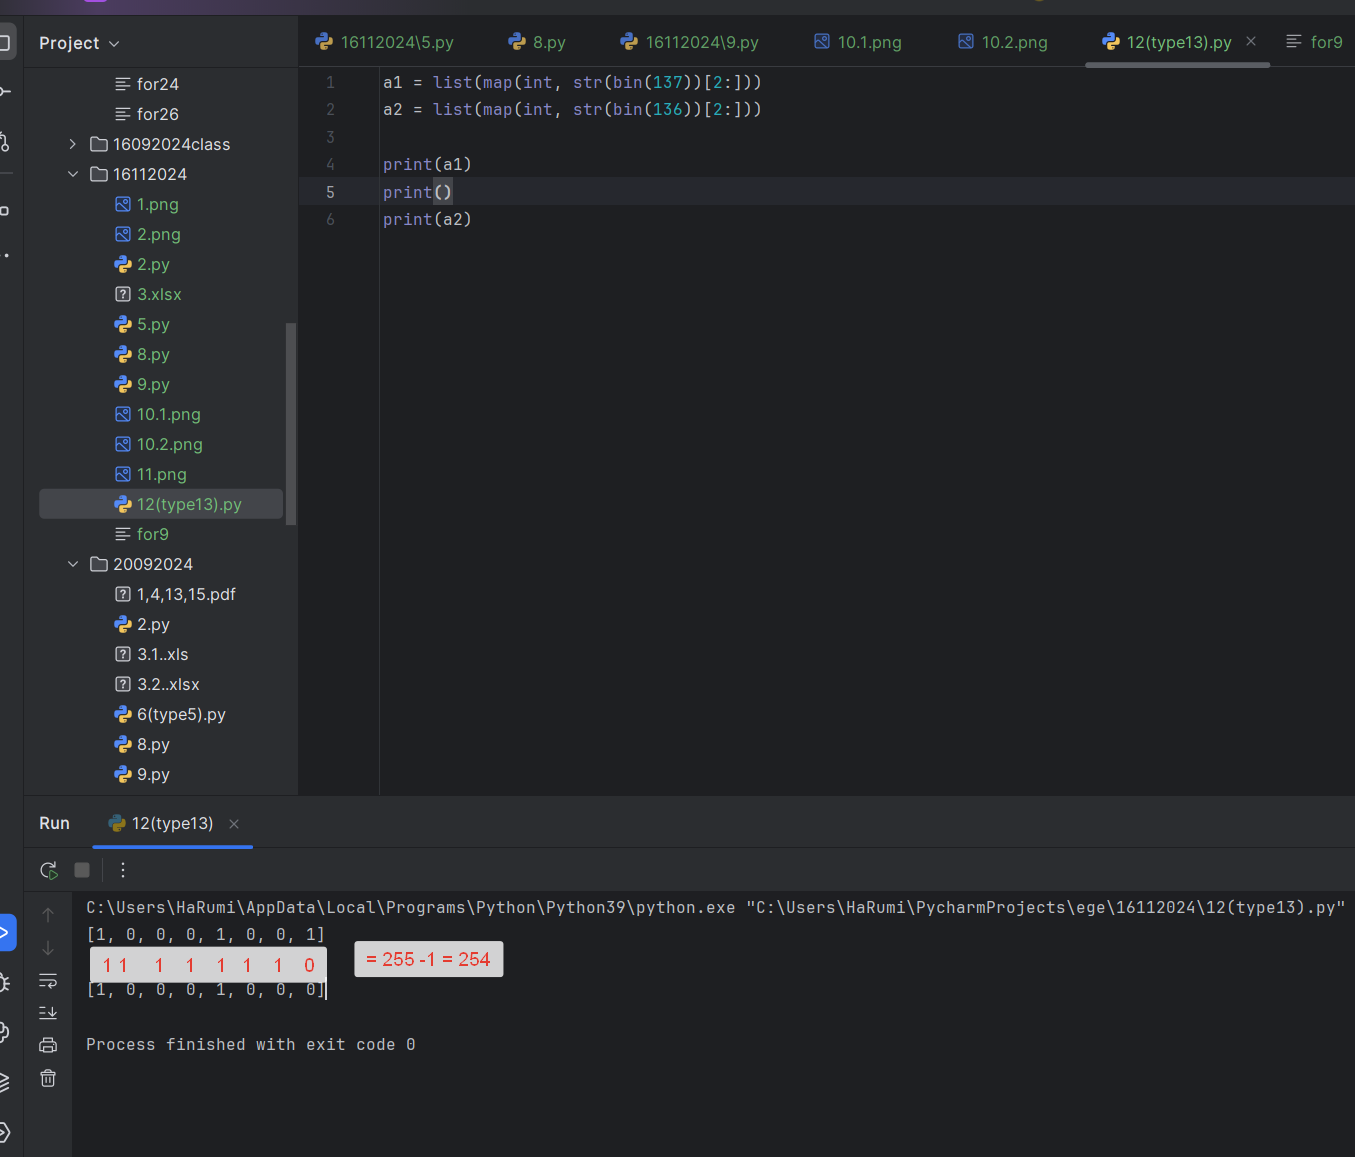 Project
16112024\5.py
8.py
16112024\9.py
10.1.png
10.2.png
12(type13).py
for9
for24
for26
16092024class
16112024
1.png
2.png
2.py
3.xlsx
5.py
8.py
9.py
10.1.png
10.2.png
11.png
12(type13).py
for9
20092024
1,4,13,15.pdf
2.py
3.1..xls
3.2..xlsx
6(type5).py
8.py
9.py
1 a1 = list(map(int, str(bin(137))[2:]))
2 a2 = list(map(int, str(bin(136))[2:]))
3
4 print(a1)
5 print()
6 print(a2)
Run
12(type13)
C:\Users\HaRumi\AppData\Local\Programs\Python\Python39\python.exe "C:\Users\HaRumi\PycharmProjects\ege\16112024\12(type13).py"
[1, 0, 0, 0, 1, 0, 0, 1]
1 1 1 1 1 1 1 0 = 255 -1 = 254
[1, 0, 0, 0, 1, 0, 0, 0]
Process finished with exit code 0